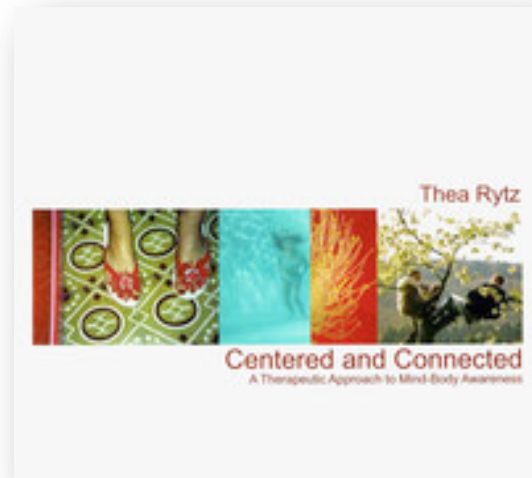 Thea Rytz
Centered and Connected
A Therapeutic Approach to Mind-Body Awareness